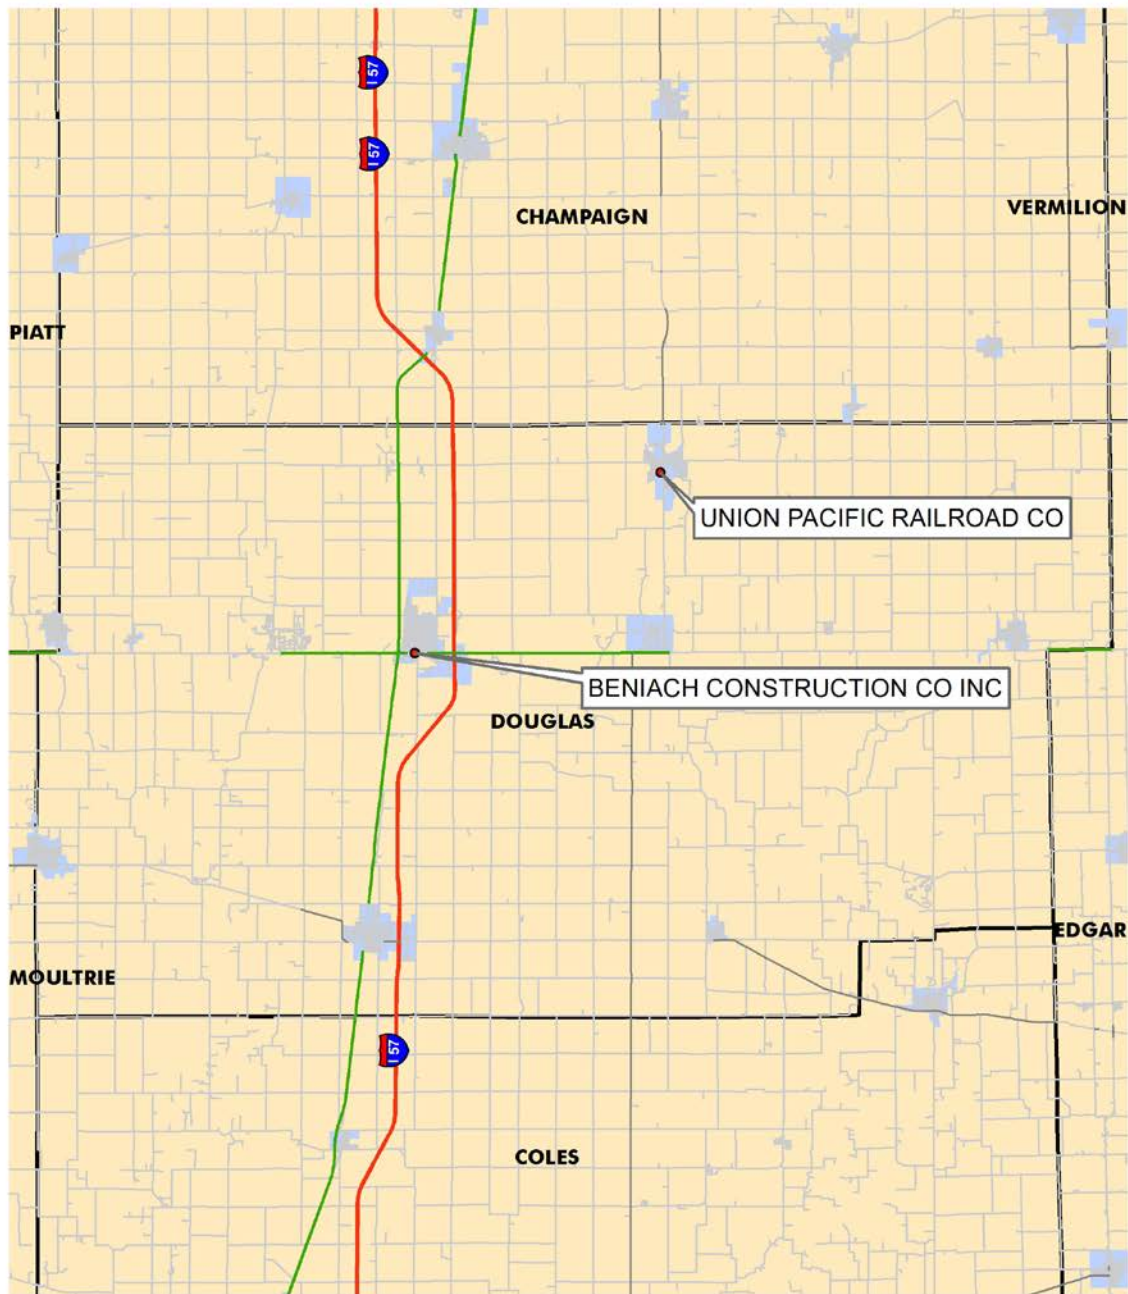 I 57
I 57
CHAMPAIGN
VERMILION
PIATT
UNION PACIFIC RAILROAD CO
BENIACH CONSTRUCTION CO INC
DOUGLAS
EDGAR
MOULTRIE
I 57
COLES